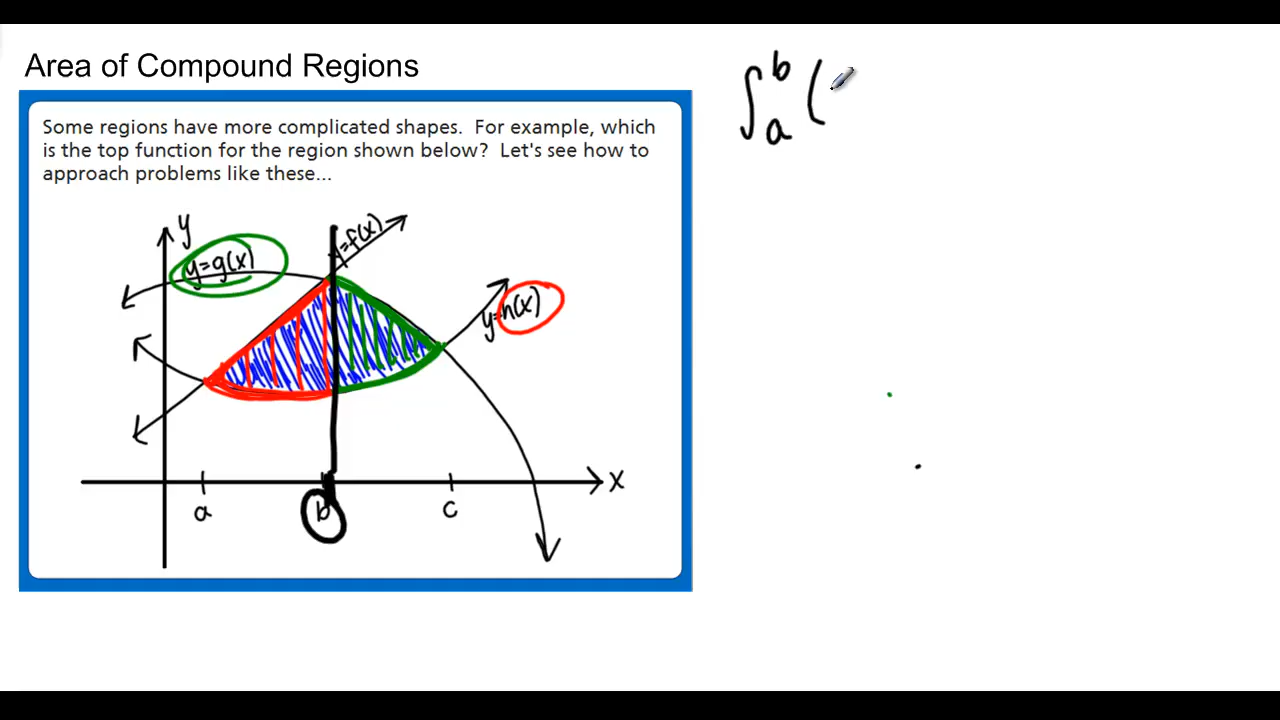 Area of Compound Regions
∫ₐᵇ (
Some regions have more complicated shapes. For example, which
is the top function for the region shown below? Let's see how to
approach problems like these...
y
=f(x)
y=g(x)
y=h(x)
x
a
b
c